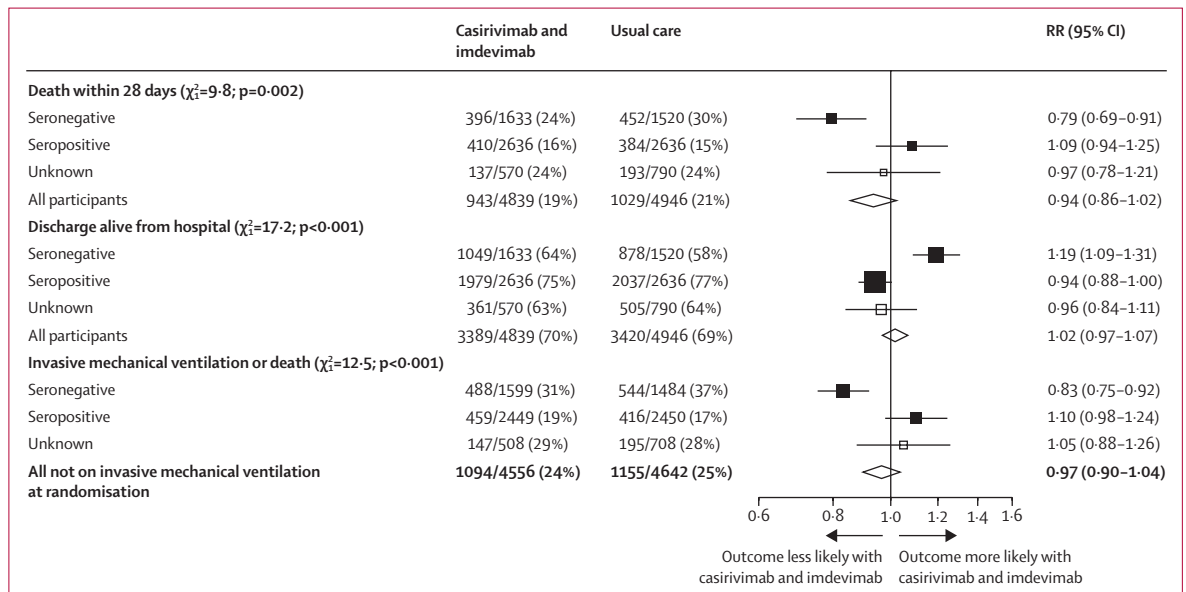 Casirivimab and imdevimab Usual care RR (95% CI)
Death within 28 days (χ²₁=9·8; p=0·002)
Seronegative 396/1633 (24%) 452/1520 (30%) 0·79 (0·69–0·91)
Seropositive 410/2636 (16%) 384/2636 (15%) 1·09 (0·94–1·25)
Unknown 137/570 (24%) 193/790 (24%) 0·97 (0·78–1·21)
All participants 943/4839 (19%) 1029/4946 (21%) 0·94 (0·86–1·02)
Discharge alive from hospital (χ²₁=17·2; p<0·001)
Seronegative 1049/1633 (64%) 878/1520 (58%) 1·19 (1·09–1·31)
Seropositive 1979/2636 (75%) 2037/2636 (77%) 0·94 (0·88–1·00)
Unknown 361/570 (63%) 505/790 (64%) 0·96 (0·84–1·11)
All participants 3389/4839 (70%) 3420/4946 (69%) 1·02 (0·97–1·07)
Invasive mechanical ventilation or death (χ²₁=12·5; p<0·001)
Seronegative 488/1599 (31%) 544/1484 (37%) 0·83 (0·75–0·92)
Seropositive 459/2449 (19%) 416/2450 (17%) 1·10 (0·98–1·24)
Unknown 147/508 (29%) 195/708 (28%) 1·05 (0·88–1·26)
All not on invasive mechanical ventilation 1094/4556 (24%) 1155/4642 (25%) 0·97 (0·90–1·04)
at randomisation
0·6 0·8 1·0 1·2 1·4 1·6
Outcome less likely with
casirivimab and imdevimab
Outcome more likely with
casirivimab and imdevimab